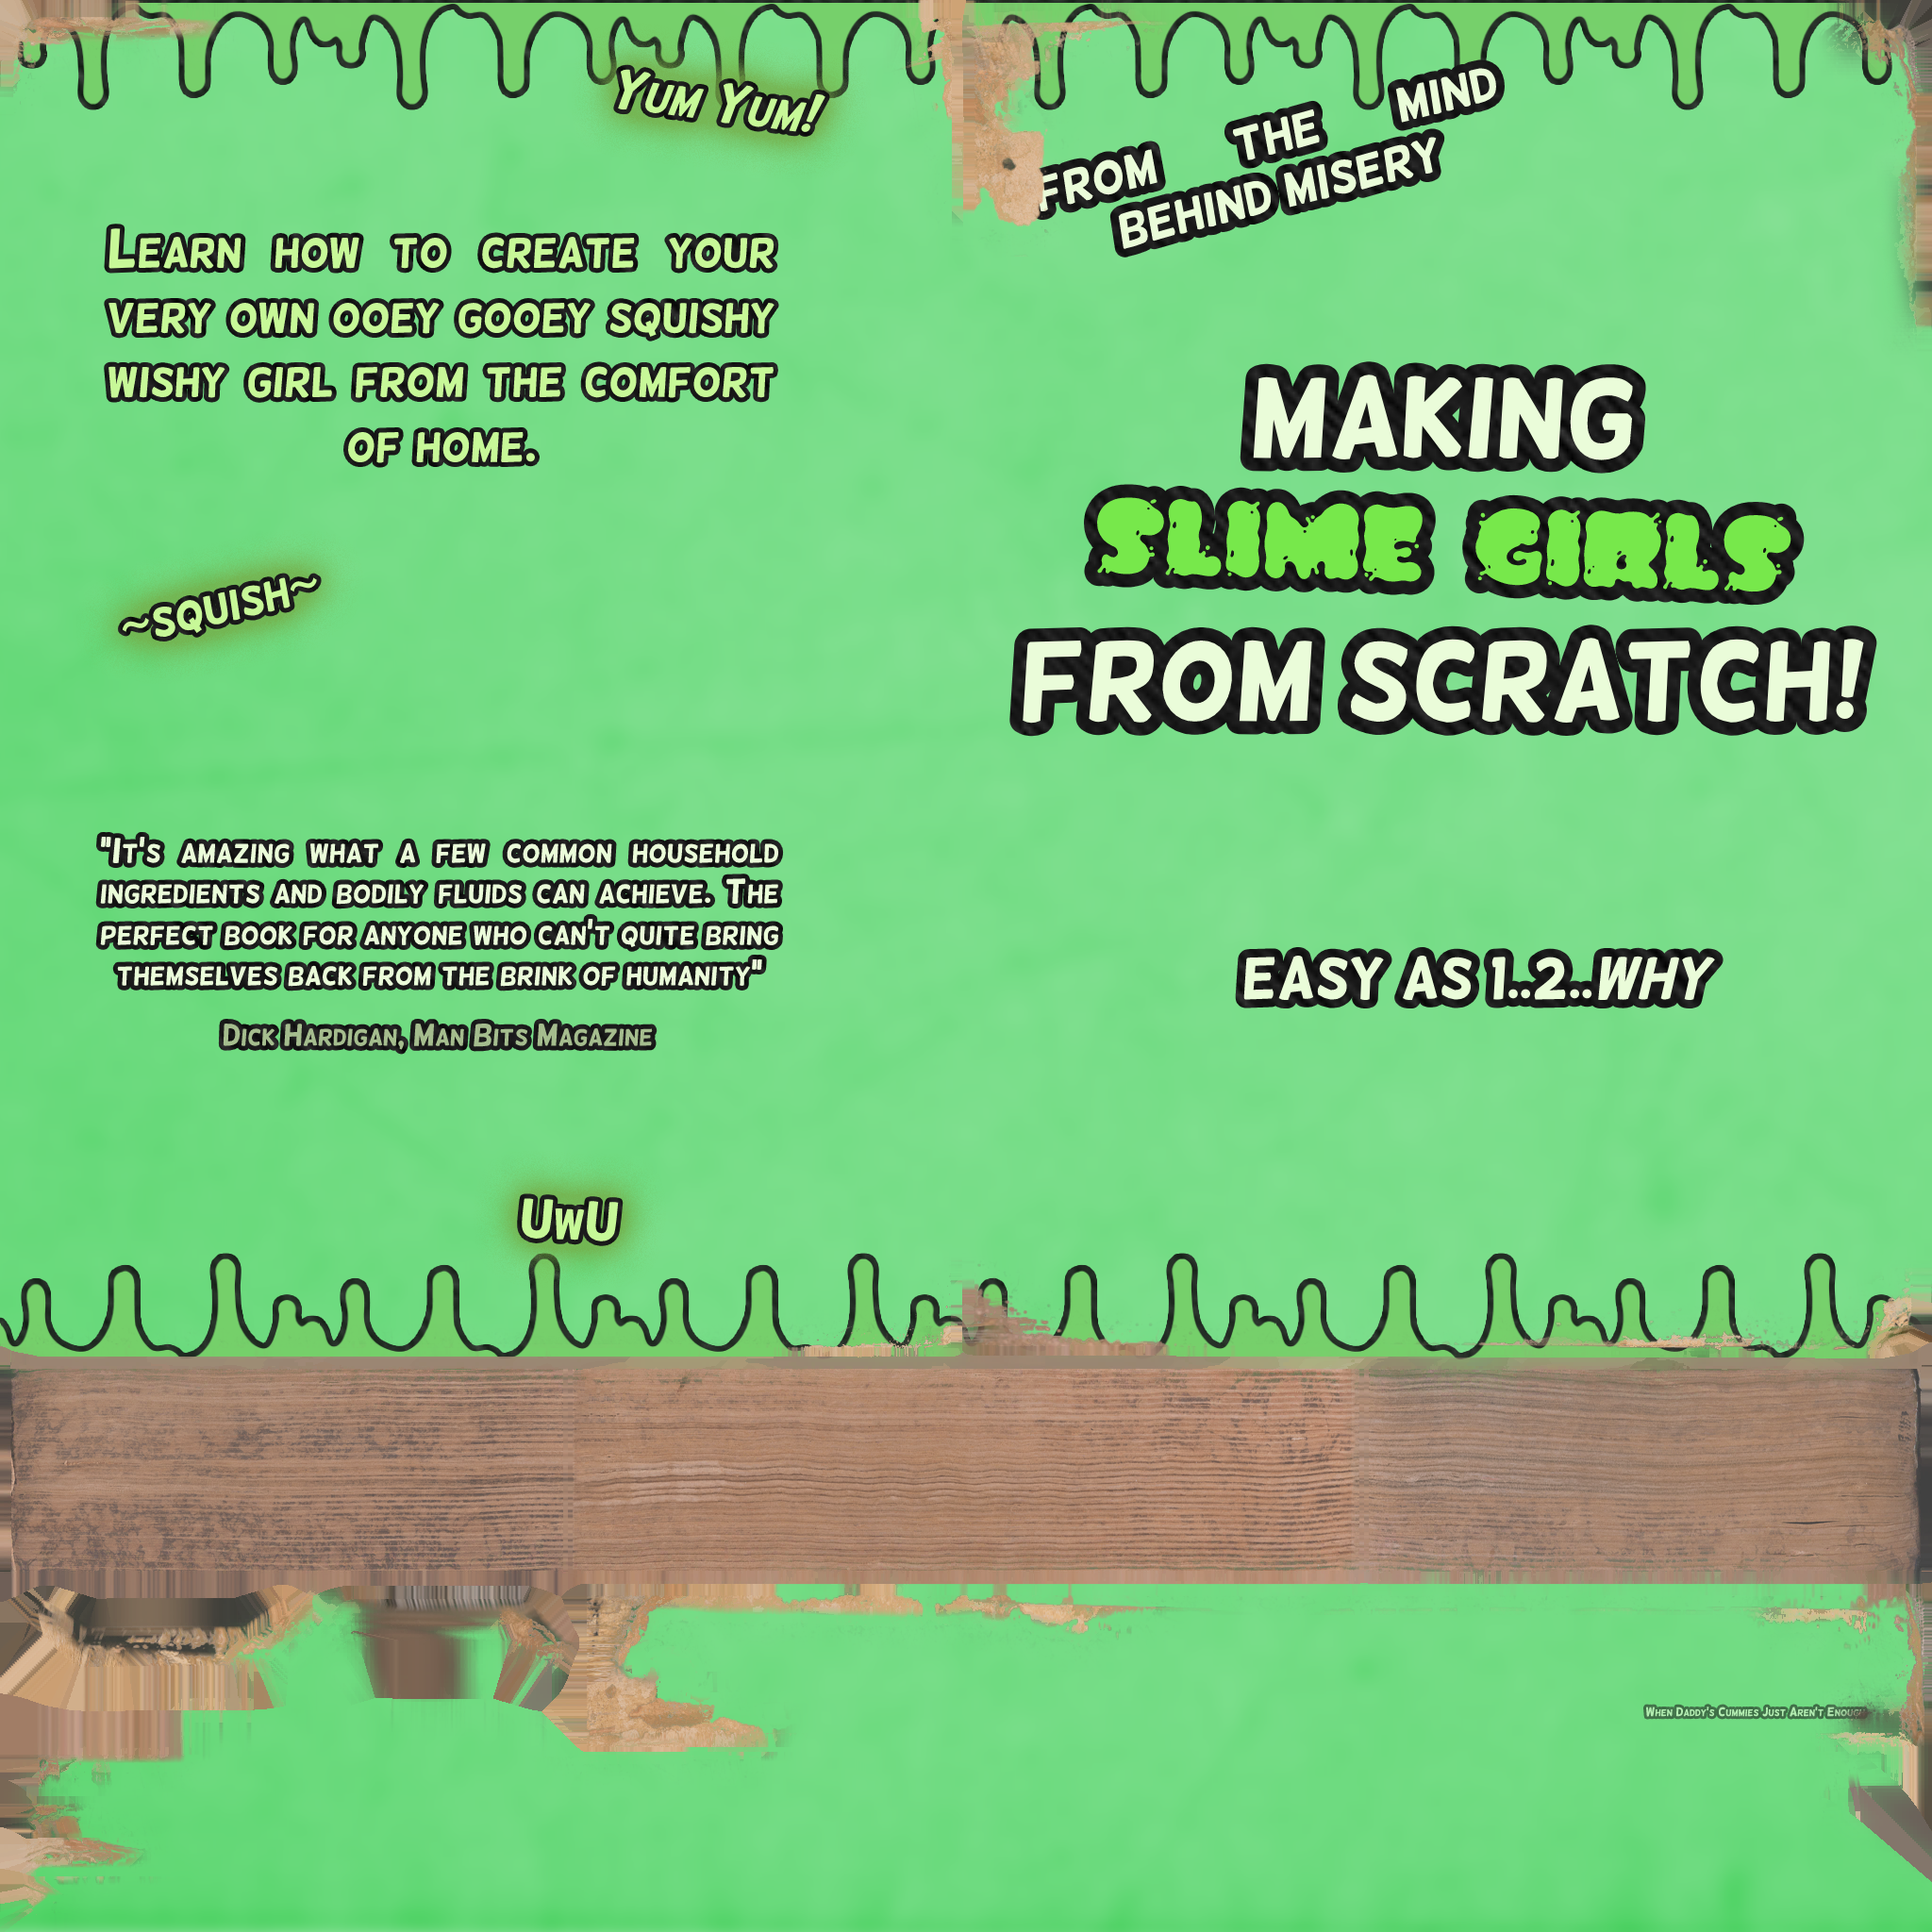 Yum Yum!
Learn how to create your
very own ooey gooey squishy
wishy girl from the comfort
of home.
~squish~
"It's amazing what a few common household
ingredients and bodily fluids can achieve. The
perfect book for anyone who can't quite bring
themselves back from the brink of humanity"
Dick Hardigan, Man Bits Magazine
UwU
FROM THE MIND
BEHIND MISERY
MAKING
SLIME GIRLS
FROM SCRATCH!
EASY AS 1..2..WHY
When Daddy's Cummies Just Aren't Enough